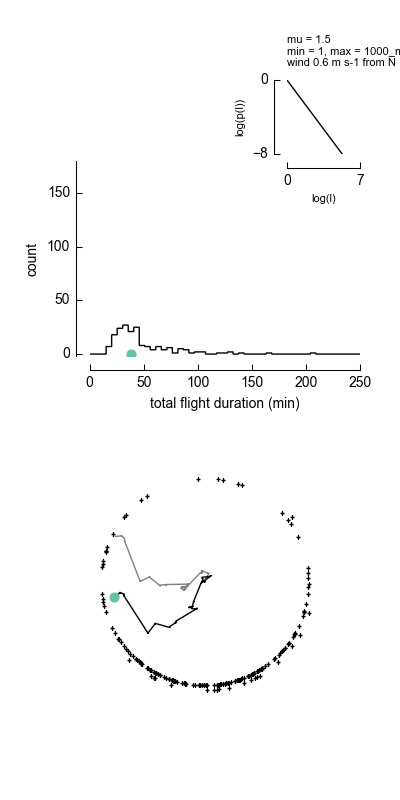 mu = 1.5
min = 1, max = 1000_m
wind 0.6 m s-1 from N
0
log(p(l))
−8
0 7
log(l)
150
100
count
50
0
0 50 100 150 200 250
total flight duration (min)